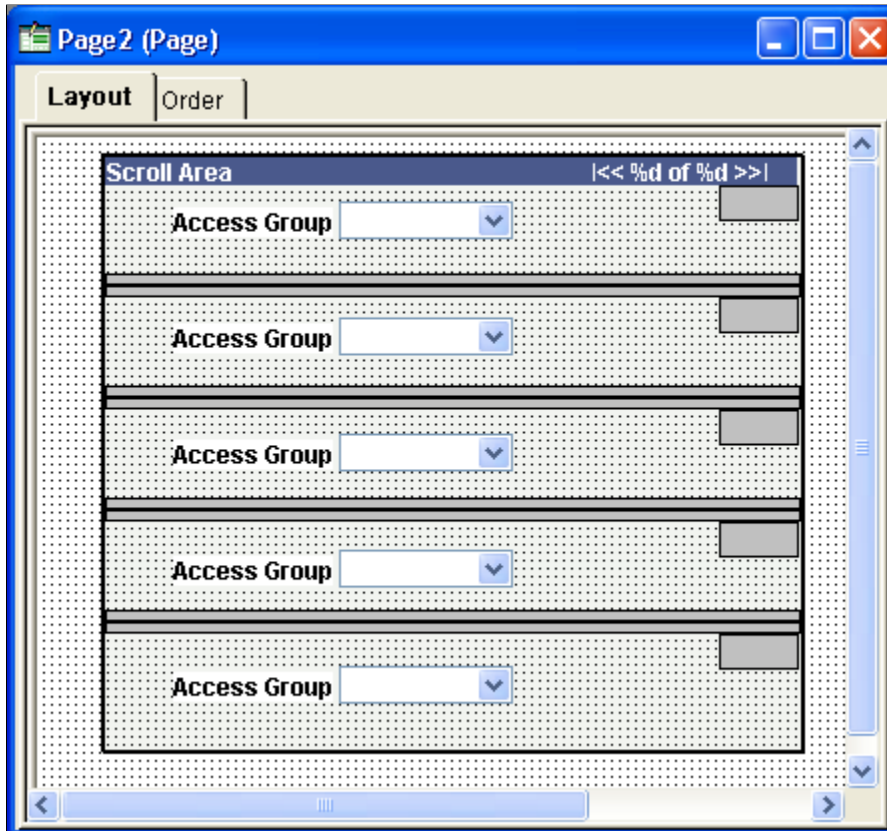 Page2 (Page)
Layout Order
Scroll Area |<< %d of %d >>|
Access Group
Access Group
Access Group
Access Group
Access Group